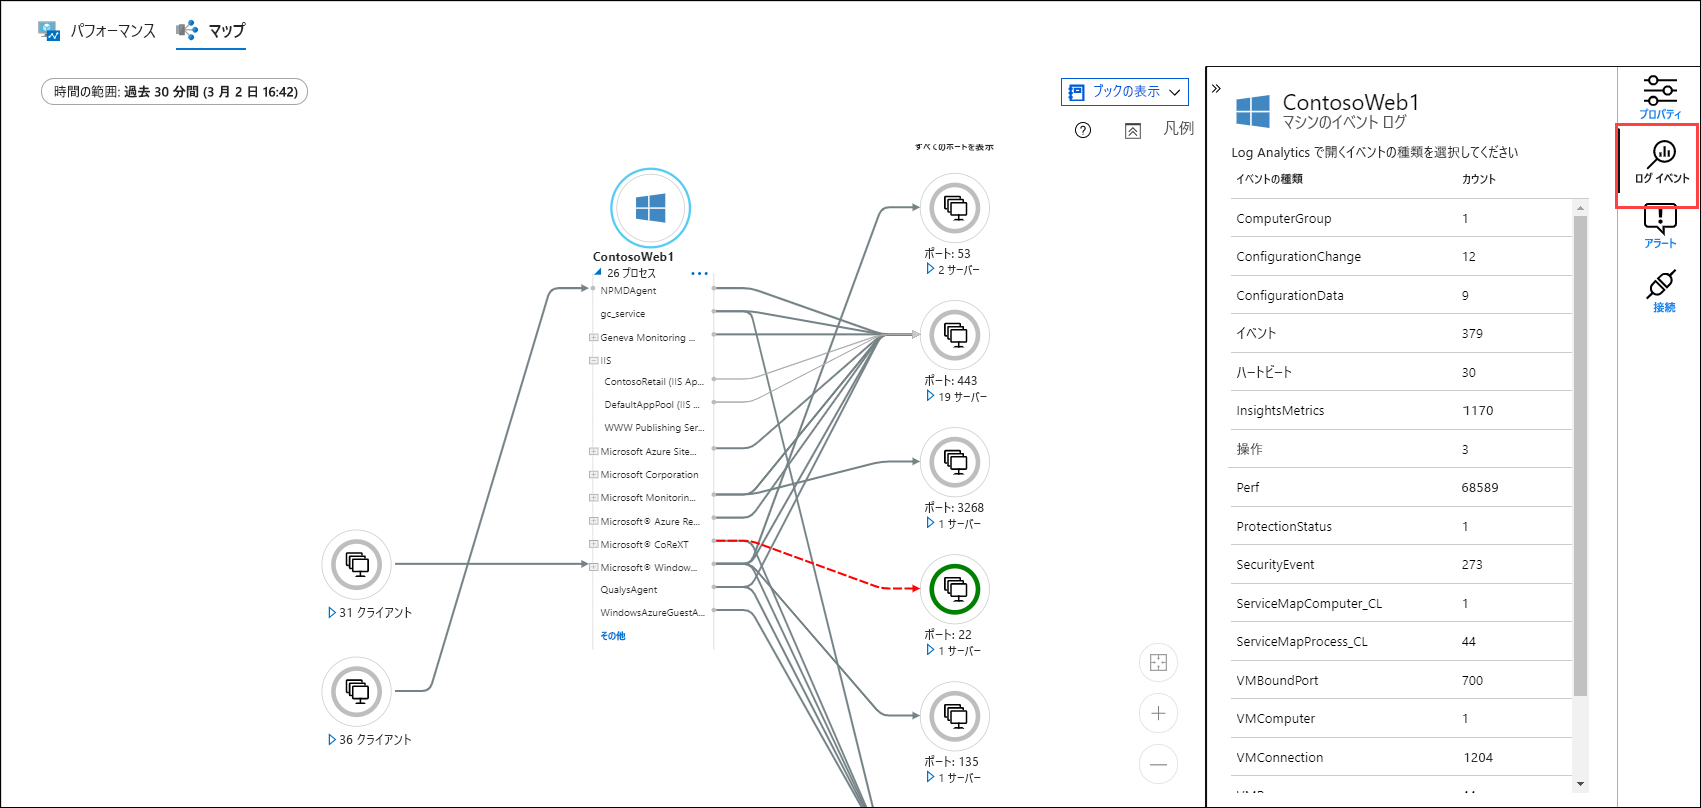 パフォーマンス
マップ
時間の範囲: 過去 30 分間 (3 月 2 日 16:42)
ブックの表示
凡例
すべてのポートを表示
ContosoWeb1
26 プロセス
NPMDAgent
gc_service
Geneva Monitoring ...
IIS
ContosoRetail (IIS Ap...
DefaultAppPool (IIS ...
WWW Publishing Ser...
Microsoft Azure Site...
Microsoft Corporation
Microsoft Monitorin...
Microsoft® Azure Re...
Microsoft® CoReXT
Microsoft® Window...
QualysAgent
WindowsAzureGuestA...
その他
31 クライアント
36 クライアント
ポート: 53
2 サーバー
ポート: 443
19 サーバー
ポート: 3268
1 サーバー
ポート: 22
1 サーバー
ポート: 135
1 サーバー
ContosoWeb1
マシンのイベント ログ
Log Analytics で開くイベントの種類を選択してください
イベントの種類 カウント
ComputerGroup 1
ConfigurationChange 12
ConfigurationData 9
イベント 379
ハートビート 30
InsightsMetrics 1170
操作 3
Perf 68589
ProtectionStatus 1
SecurityEvent 273
ServiceMapComputer_CL 1
ServiceMapProcess_CL 44
VMBoundPort 700
VMComputer 1
VMConnection 1204
プロパティ
ログ イベント
アラート
接続